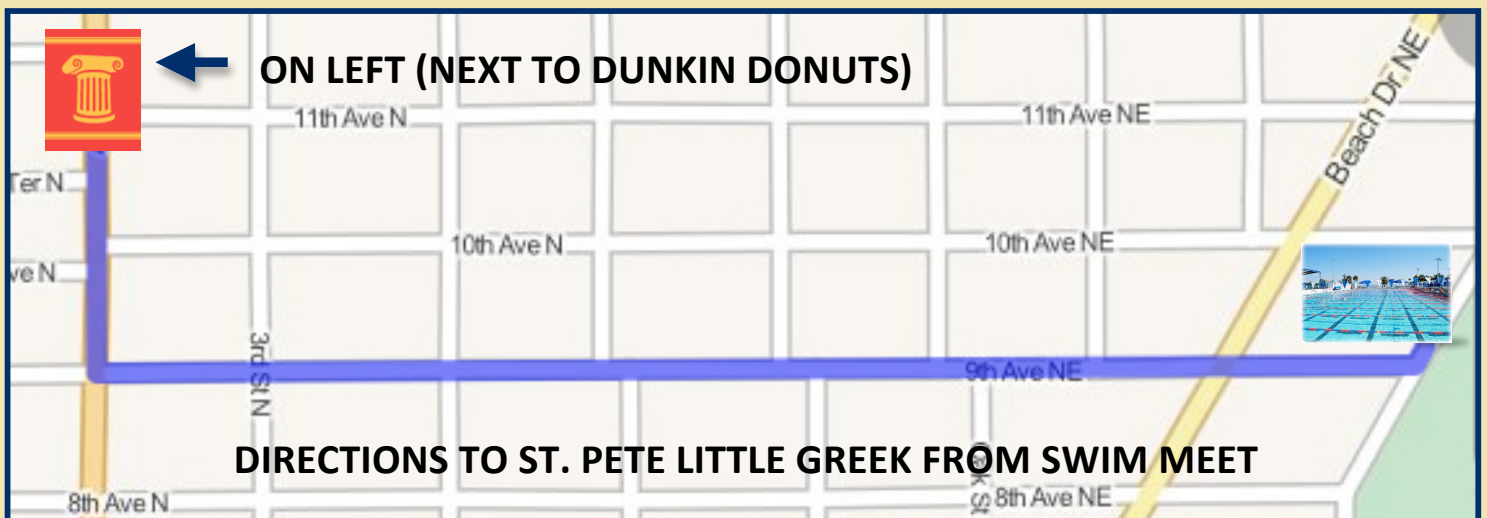 ON LEFT (NEXT TO DUNKIN DONUTS)
Beach Dr NE
11th Ave N
11th Ave NE
Ter N
10th Ave N
10th Ave NE
ve N
3rd St N
9th Ave NE
DIRECTIONS TO ST. PETE LITTLE GREEK FROM SWIM MEET
St
8th Ave N
8th Ave NE